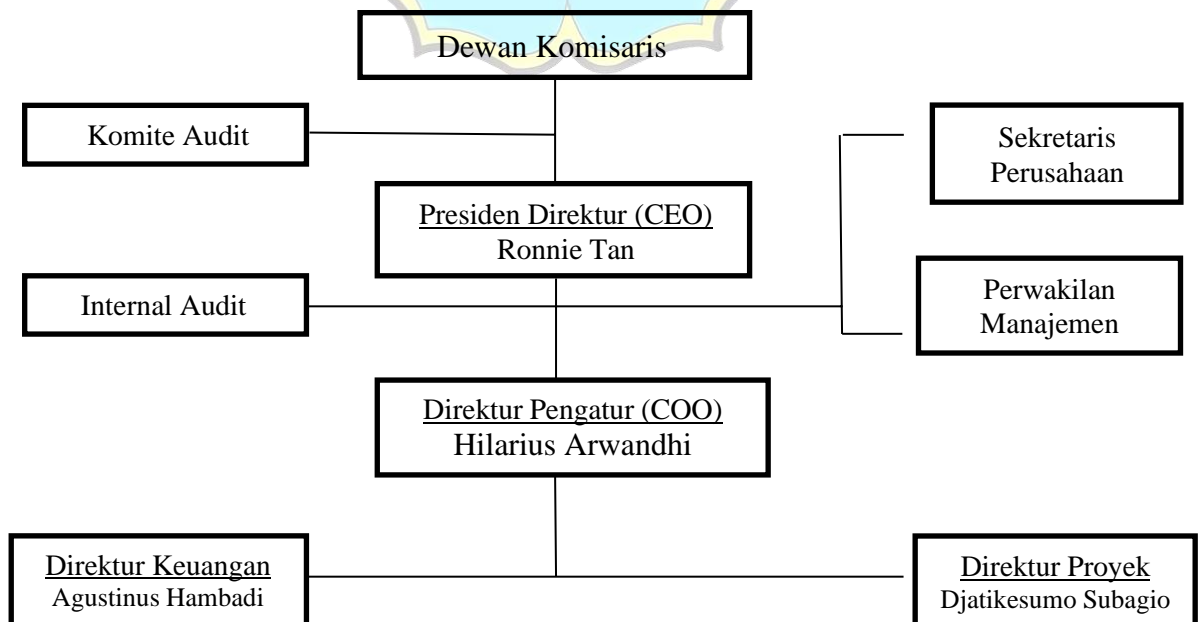 Dewan Komisaris
Komite Audit
Sekretaris
Perusahaan
Presiden Direktur (CEO)
Ronnie Tan
Internal Audit
Perwakilan
Manajemen
Direktur Pengatur (COO)
Hilarius Arwandhi
Direktur Keuangan
Agustinus Hambadi
Direktur Proyek
Djatikesumo Subagio